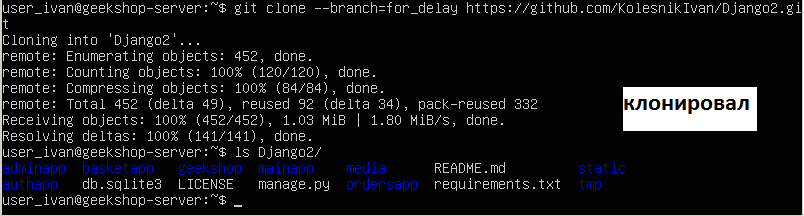 user_ivan@geekshop-server:~$ git clone --branch=for_delay https://github.com/KolesnikIvan/Django2.gi
t
Cloning into 'Django2'...
remote: Enumerating objects: 452, done.
remote: Counting objects: 100% (120/120), done.
remote: Compressing objects: 100% (84/84), done.
remote: Total 452 (delta 49), reused 92 (delta 34), pack-reused 332
Receiving objects: 100% (452/452), 1.03 MiB | 1.80 MiB/s, done.
Resolving deltas: 100% (141/141), done.
клонировал
user_ivan@geekshop-server:~$ ls Django2/
adminapp basketapp geekshop mainapp media README.md static
authapp db.sqlite3 LICENSE manage.py ordersapp requirements.txt tmp
user_ivan@geekshop-server:~$ _